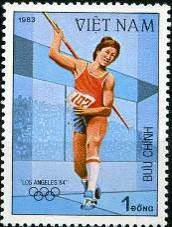 1983 VIỆT NAM
BƯU CHÍNH
"LOS ANGELES '84"
1 ĐỒNG